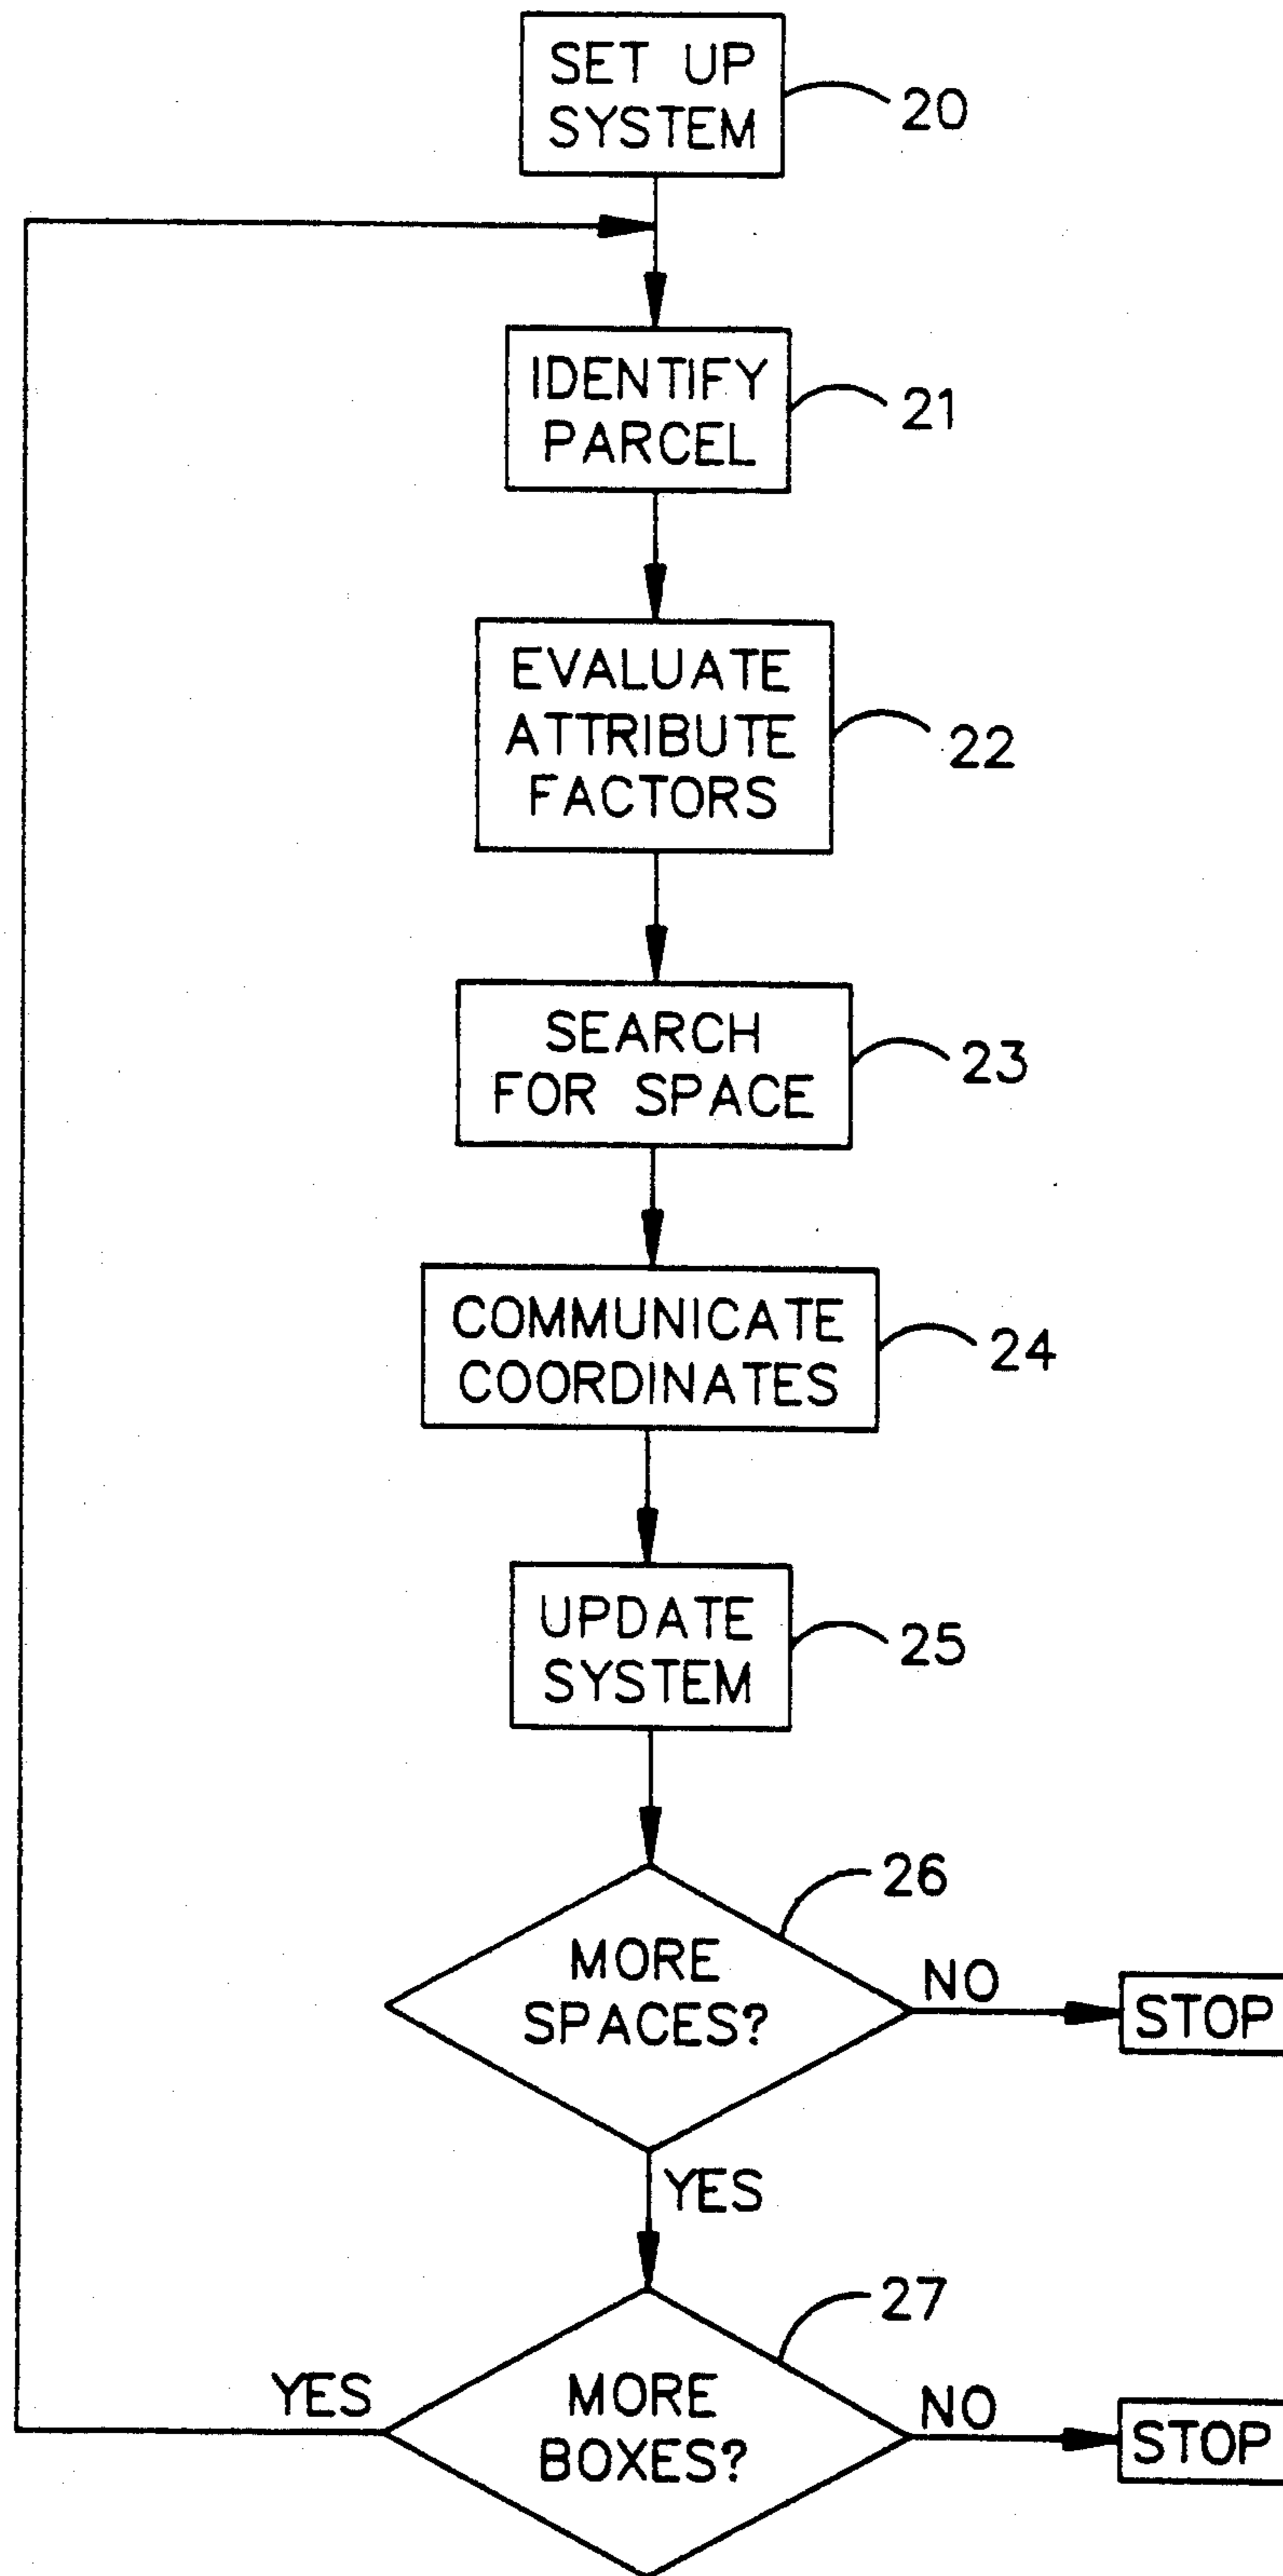 SET UP
SYSTEM
20
IDENTIFY
PARCEL
21
EVALUATE
ATTRIBUTE
FACTORS
22
SEARCH
FOR SPACE
23
COMMUNICATE
COORDINATES
24
UPDATE
SYSTEM
25
26
MORE
SPACES?
NO
STOP
YES
27
YES
MORE
BOXES?
NO
STOP